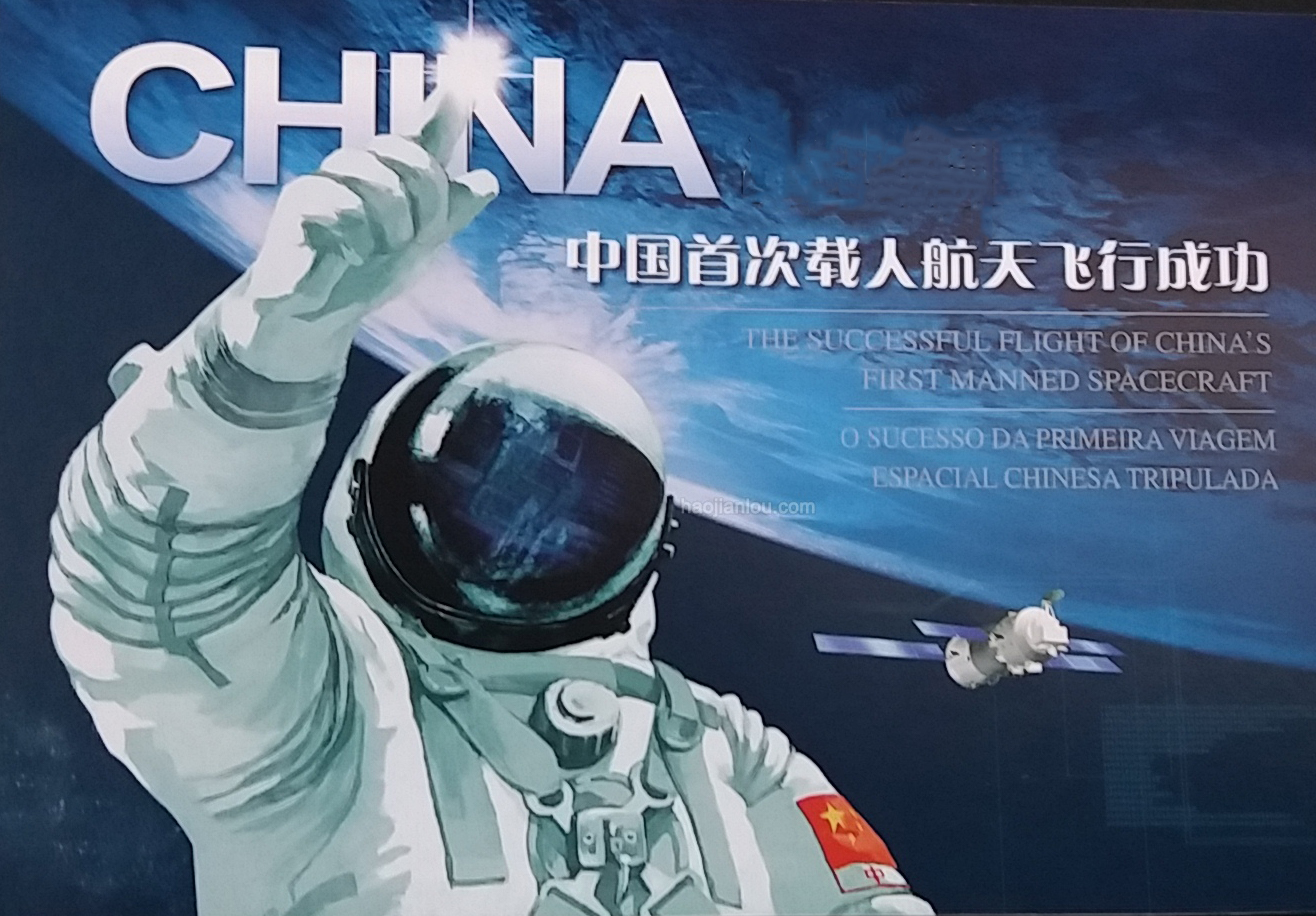 CHINA
中国首次载人航天飞行成功
THE SUCCESSFUL FLIGHT OF CHINA'S
FIRST MANNED SPACECRAFT
O SUCESSO DA PRIMEIRA VIAGEM
ESPACIAL CHINESA TRIPULADA
haojianlou.com
中